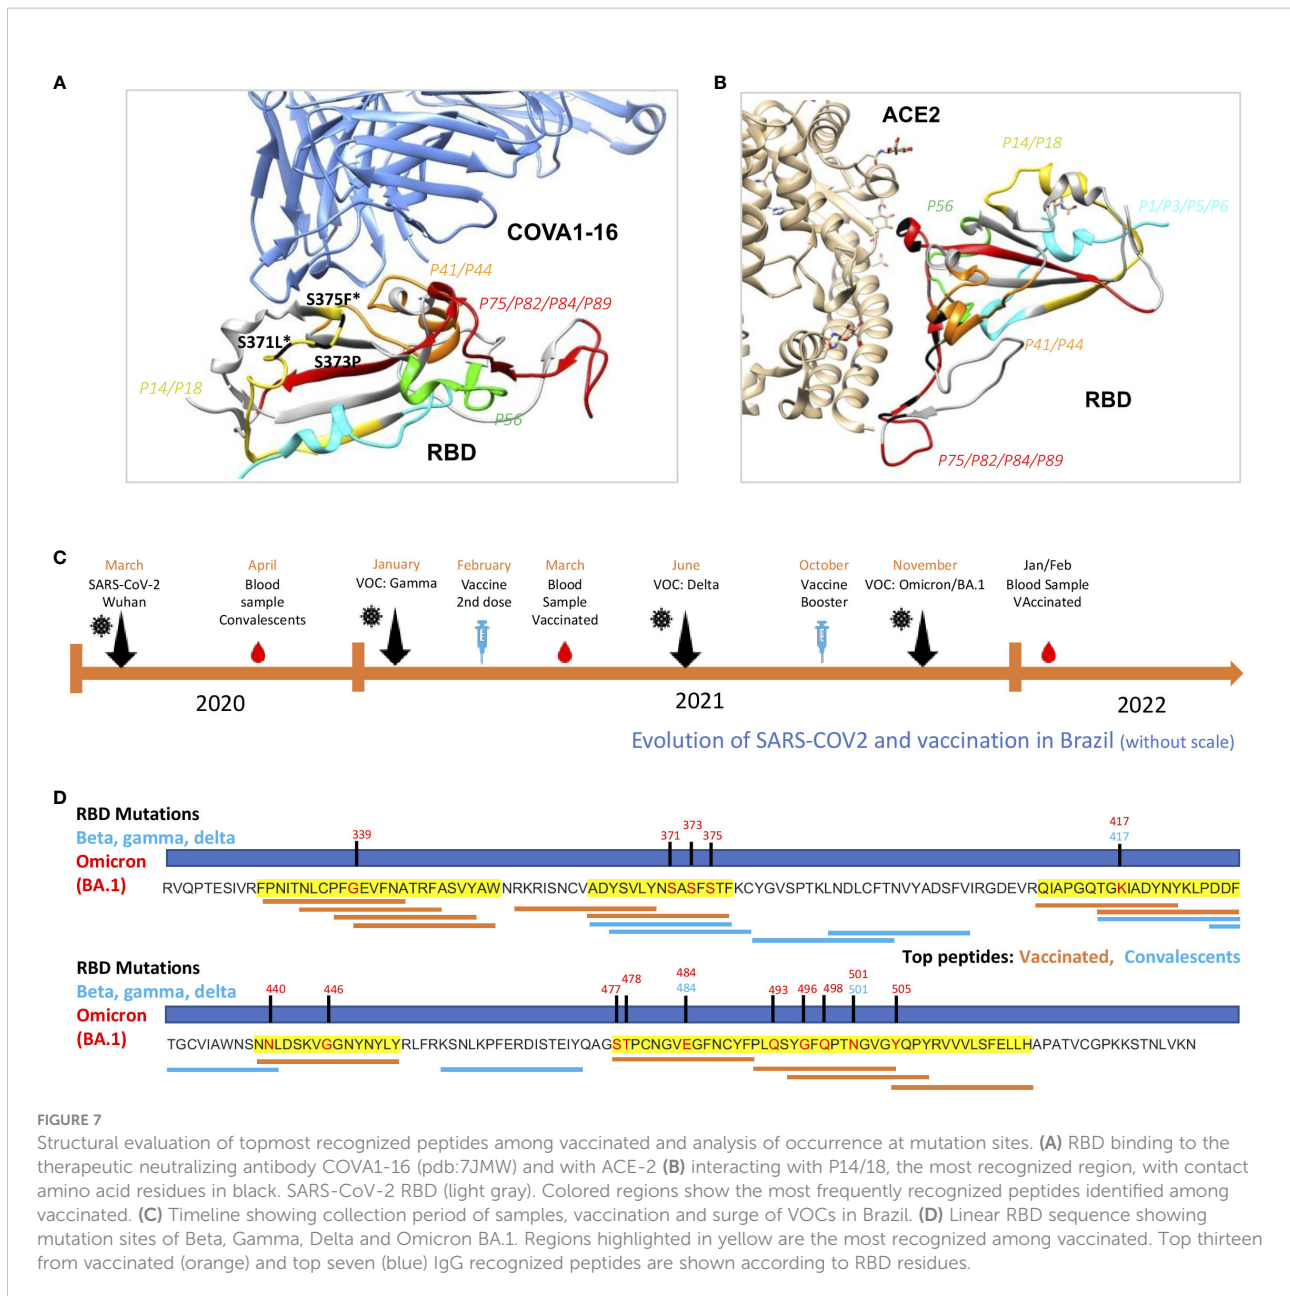 A
COVA1-16
P41/P44
S375F*
P75/P82/P84/P89
S371L*
S373P
P14/P18
P56
RBD
B
ACE2
P14/P18
P56
P1/P3/P5/P6
P41/P44
RBD
P75/P82/P84/P89
C
March
SARS-CoV-2
Wuhan
April
Blood
sample
Convalescents
January
VOC: Gamma
February
Vaccine
2nd dose
March
Blood
Sample
Vaccinated
June
VOC: Delta
October
Vaccine
Booster
November
VOC: Omicron/BA.1
Jan/Feb
Blood Sample
VAccinated
2020
2021
2022
Evolution of SARS-COV2 and vaccination in Brazil (without scale)
D
RBD Mutations
Beta, gamma, delta
Omicron
(BA.1)
339
371
373
375
417
417
RVQPTESIVRFPNITNLCPFGEVFNATRFASVYAWNRKRISNCVADYSVLYNSASFSTFKCYGVSPTKLNDLCFTNVYADSFVIRGDEVRQIAPGQTGKIADYNYKLPDDF
Top peptides: Vaccinated, Convalescents
RBD Mutations
Beta, gamma, delta
Omicron
(BA.1)
440
446
477
478
484
484
493
496
498
501
501
505
TGCVIAWNSNNLDSKVGGNYNYLYRLFRKSNLKPFERDISTEIYQAGSTPCNGVEGFNCYFPLQSYGFQPTNGVGYQPYRVVVLSFELLHAPATVCGPKKSTNLVKN
FIGURE 7
Structural evaluation of topmost recognized peptides among vaccinated and analysis of occurrence at mutation sites. (A) RBD binding to the
therapeutic neutralizing antibody COVA1-16 (pdb:7JMW) and with ACE-2 (B) interacting with P14/18, the most recognized region, with contact
amino acid residues in black. SARS-CoV-2 RBD (light gray). Colored regions show the most frequently recognized peptides identified among
vaccinated. (C) Timeline showing collection period of samples, vaccination and surge of VOCs in Brazil. (D) Linear RBD sequence showing
mutation sites of Beta, Gamma, Delta and Omicron BA.1. Regions highlighted in yellow are the most recognized among vaccinated. Top thirteen
from vaccinated (orange) and top seven (blue) IgG recognized peptides are shown according to RBD residues.